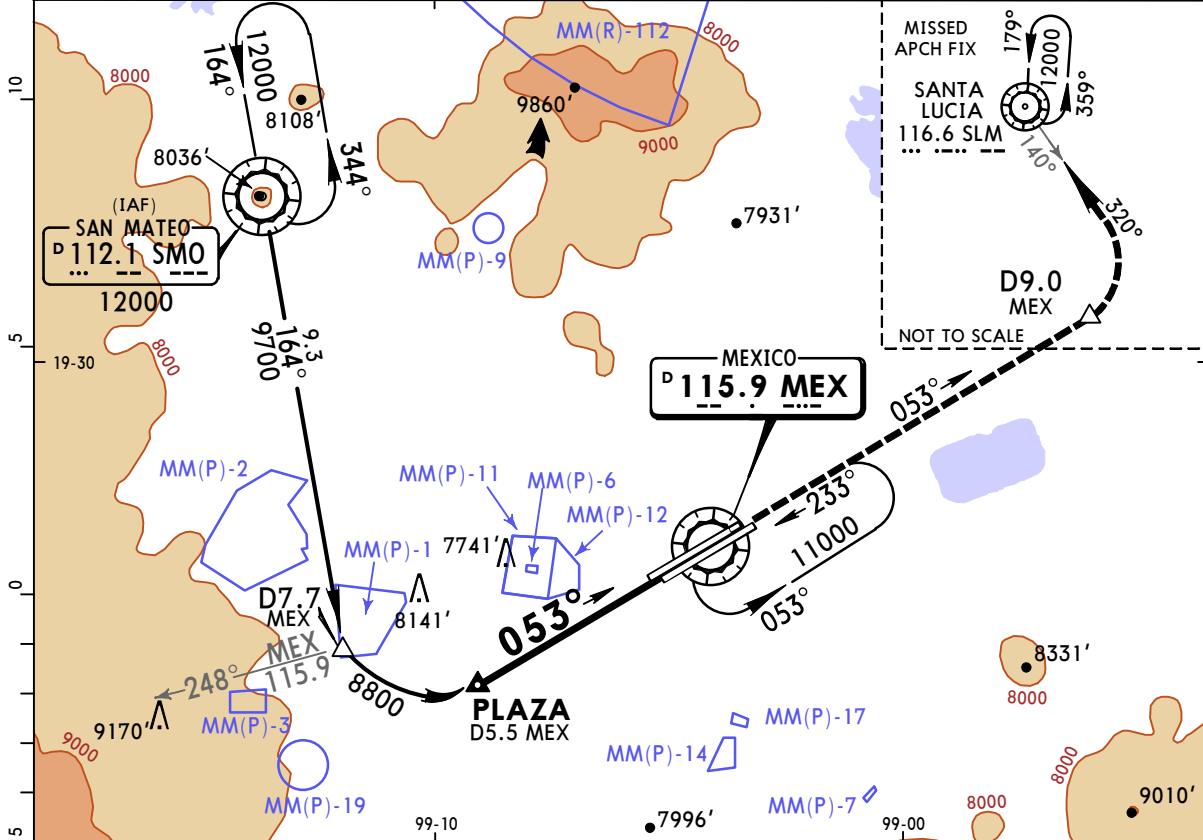 MM(R)-112
8000
MISSED
APCH FIX
179°
12000
359°
SANTA
LUCIA
116.6 SLM
140°
320°
D9.0
MEX
NOT TO SCALE
10
8000
164°
12000
8108'
344°
8036'
(IAF)
SAN MATEO
D 112.1 SMO
12000
9860'
9000
7931'
MM(P)-9
5
19-30
8000
9.3
164°
9700
MEXICO
D 115.9 MEX
053°
MM(P)-2
MM(P)-11
MM(P)-6
MM(P)-12
7741'
MM(P)-1
233°
11000
053°
0
D7.7
MEX
8141'
053°
248°
MEX
115.9
8800
PLAZA
D5.5 MEX
8331'
8000
9170'
MM(P)-3
9000
MM(P)-17
MM(P)-14
8000
MM(P)-19
MM(P)-7
8000
9010'
7996'
5
99-10
99-00